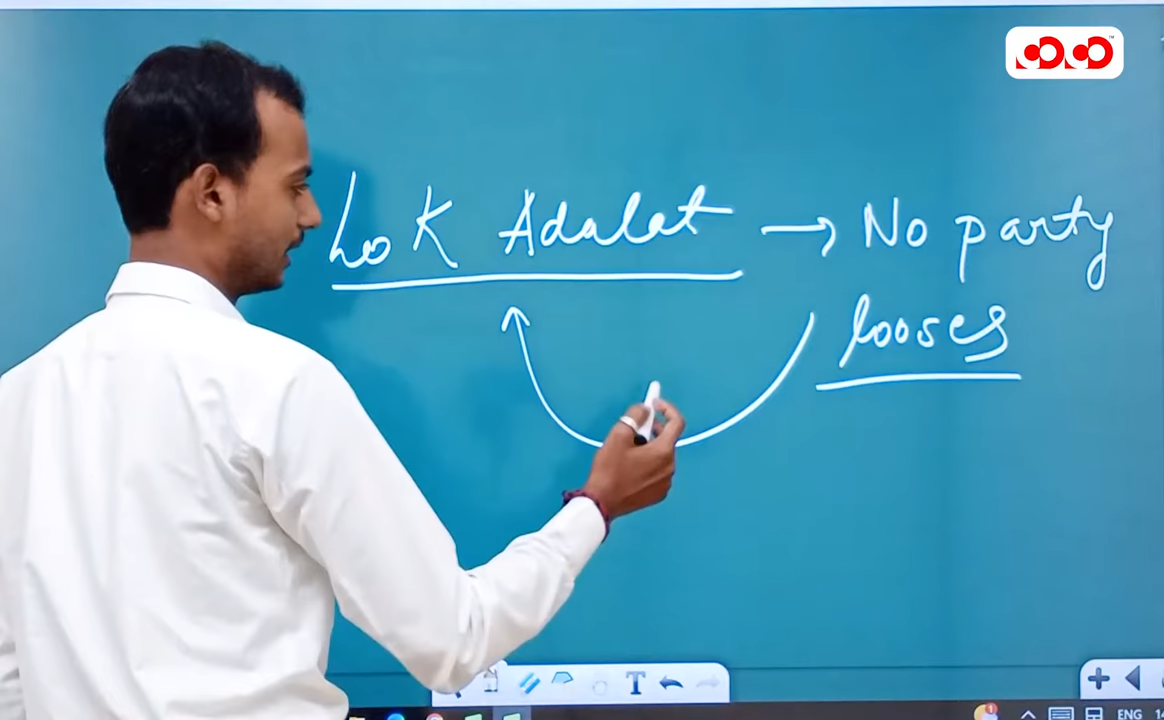 Lok Adalat → No party
looses
T
ENG